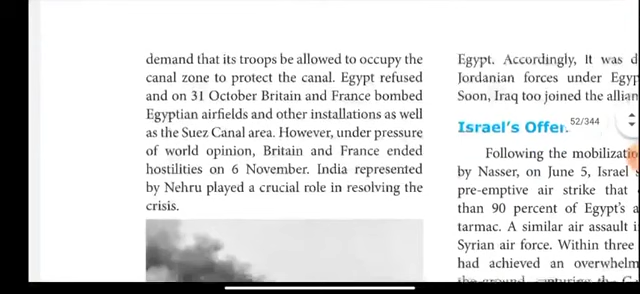 demand that its troops be allowed to occupy the
canal zone to protect the canal. Egypt refused
and on 31 October Britain and France bombed
Egyptian airfields and other installations as well
as the Suez Canal area. However, under pressure
of world opinion, Britain and France ended
hostilities on 6 November. India represented
by Nehru played a crucial role in resolving the
crisis.
Egypt. Accordingly, It was
Jordanian forces under
Soon, Iraq too joined the
Israel's Offen
52/344
Following the
by Nasser, on June 5, Israel
pre-emptive air strike that
than 90 percent of Egypt's
tarmac. A similar air assault
Syrian air force. Within three
had achieved an
the ground